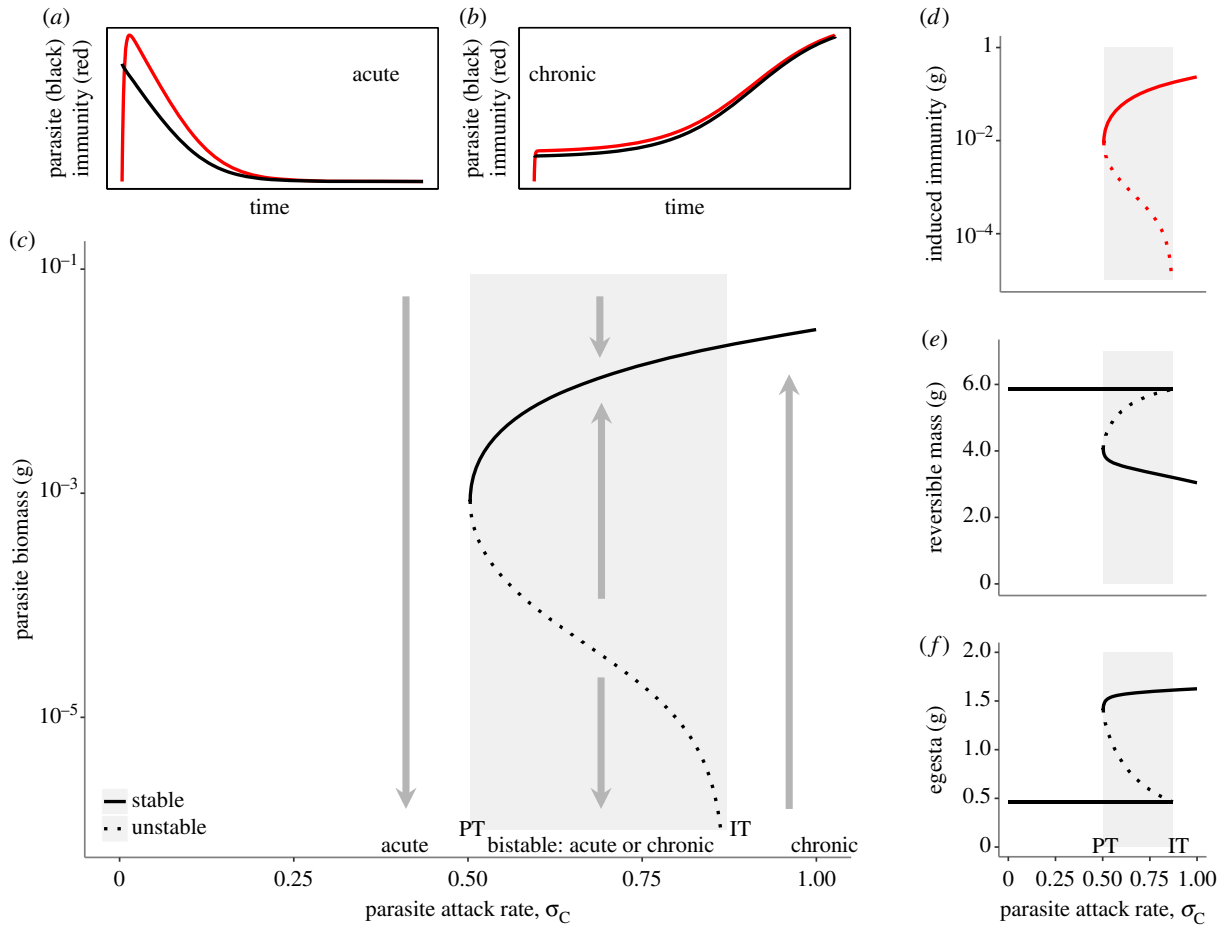 (a)
parasite (black)
immunity (red)
acute
time
(b)
parasite (black)
immunity (red)
chronic
time
(c)
parasite biomass (g)
10⁻¹
10⁻³
10⁻⁵
stable
unstable
acute
PT
bistable: acute or chronic
IT
chronic
0
0.25
0.50
0.75
1.00
parasite attack rate, σC
(d)
induced immunity (g)
1
10⁻²
10⁻⁴
(e)
reversible mass (g)
6.0
4.0
2.0
0
(f)
egesta (g)
2.0
1.5
1.0
0.5
0
PT
IT
0
0.25
0.50
0.75
1.00
parasite attack rate, σC